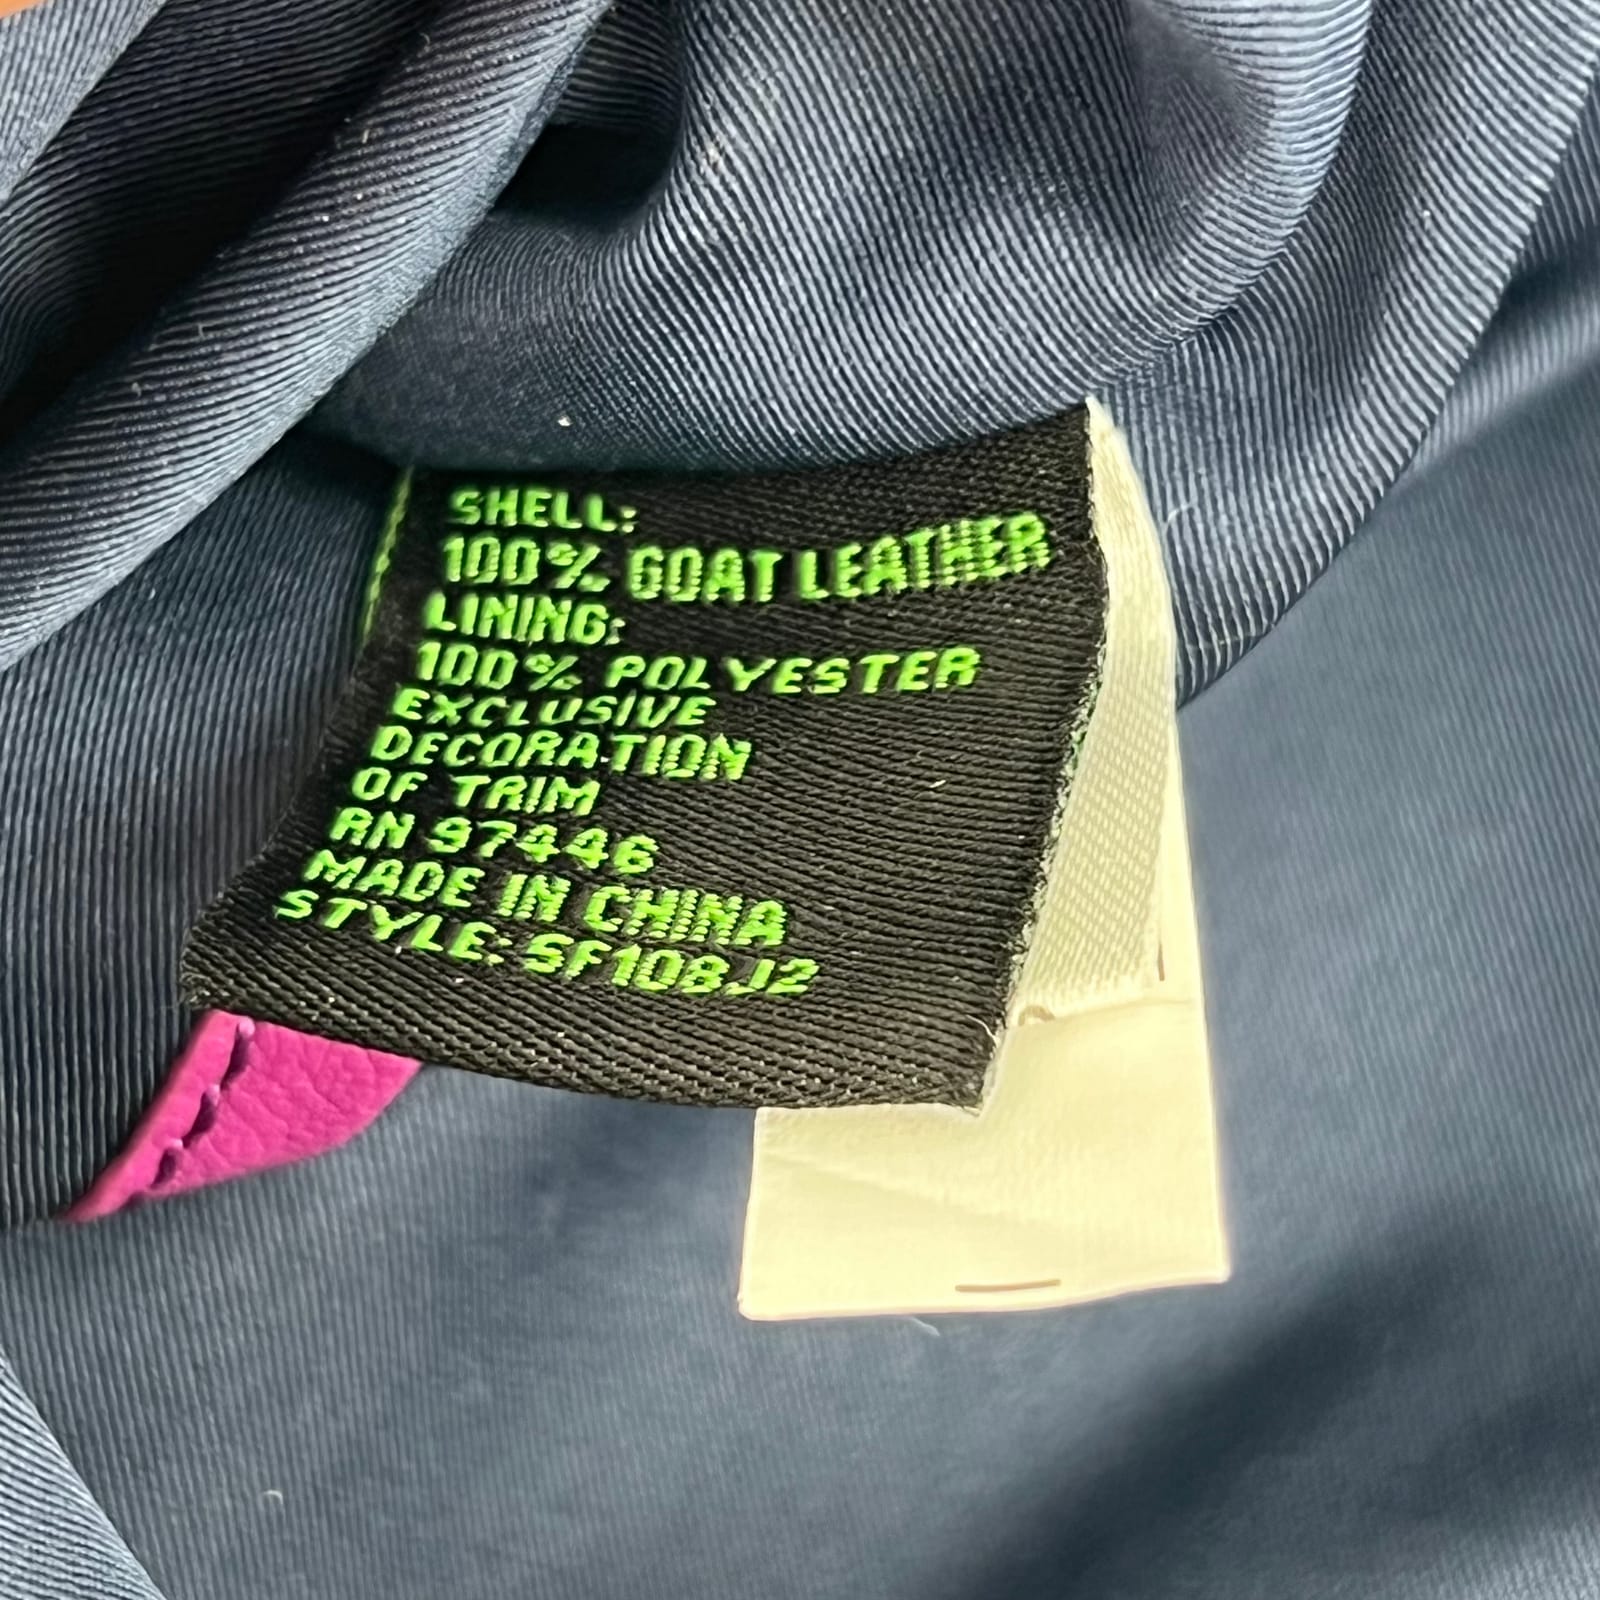 SHELL:
100% GOAT LEATHER
LINING:
100% POLYESTER
EXCLUSIVE
DECORATION
OF TRIM
RN 97446
MADE IN CHINA
STYLE: SF108J2